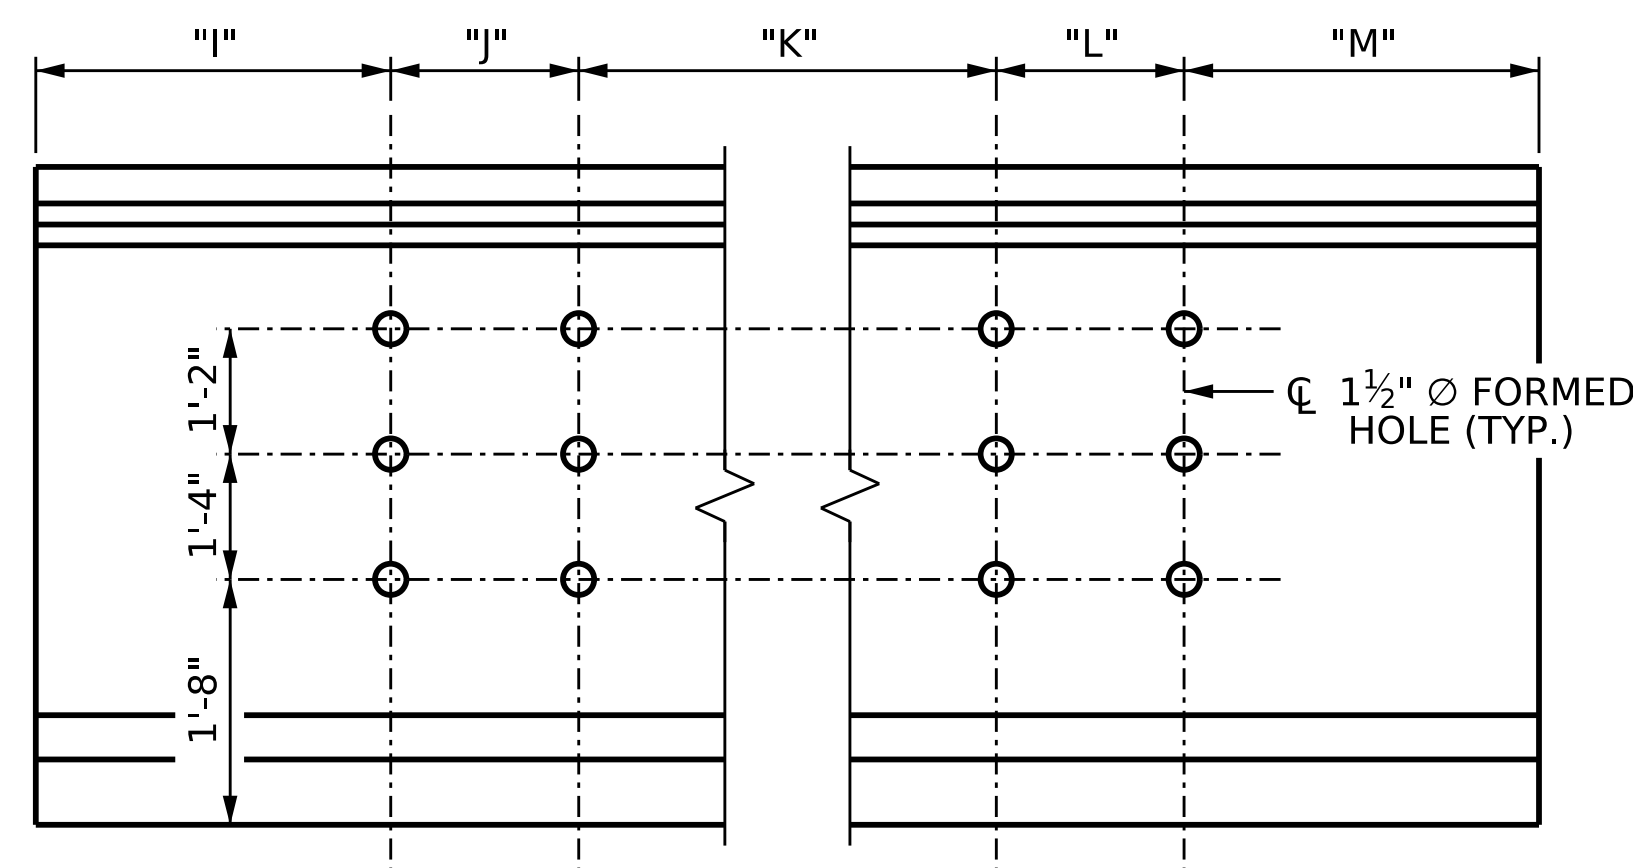 "I"
"J"
"K"
"L"
"M"
1'-2"
1'-4"
1'-8"
℄ 1½" ∅ FORMED
HOLE (TYP.)